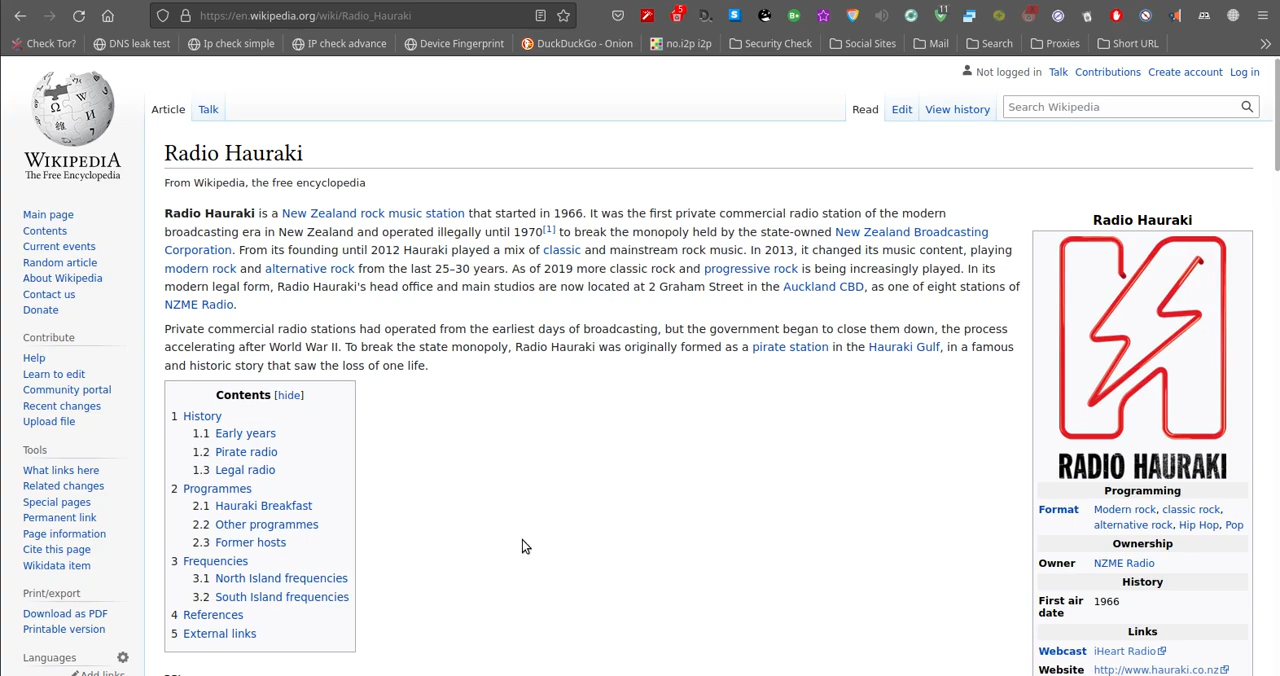 https://en.wikipedia.org/wiki/Radio_Hauraki
5
11
Check Tor?
DNS leak test
Ip check simple
IP check advance
Device Fingerprint
DuckDuckGo - Onion
no.i2p i2p
Security Check
Social Sites
Mail
Search
Proxies
Short URL
Not logged in Talk Contributions Create account Log in
WIKIPEDIA
The Free Encyclopedia
Article Talk
Read Edit View history
Search Wikipedia
Main page
Contents
Current events
Random article
About Wikipedia
Contact us
Donate
Contribute
Help
Learn to edit
Community portal
Recent changes
Upload file
Tools
What links here
Related changes
Special pages
Permanent link
Page information
Cite this page
Wikidata item
Print/export
Download as PDF
Printable version
Languages
Add links
Radio Hauraki
From Wikipedia, the free encyclopedia
Radio Hauraki is a New Zealand rock music station that started in 1966. It was the first private commercial radio station of the modern
broadcasting era in New Zealand and operated illegally until 1970[1] to break the monopoly held by the state-owned New Zealand Broadcasting
Corporation. From its founding until 2012 Hauraki played a mix of classic and mainstream rock music. In 2013, it changed its music content, playing
modern rock and alternative rock from the last 25–30 years. As of 2019 more classic rock and progressive rock is being increasingly played. In its
modern legal form, Radio Hauraki's head office and main studios are now located at 2 Graham Street in the Auckland CBD, as one of eight stations of
NZME Radio.
Private commercial radio stations had operated from the earliest days of broadcasting, but the government began to close them down, the process
accelerating after World War II. To break the state monopoly, Radio Hauraki was originally formed as a pirate station in the Hauraki Gulf, in a famous
and historic story that saw the loss of one life.
Contents [hide]
1 History
1.1 Early years
1.2 Pirate radio
1.3 Legal radio
2 Programmes
2.1 Hauraki Breakfast
2.2 Other programmes
2.3 Former hosts
3 Frequencies
3.1 North Island frequencies
3.2 South Island frequencies
4 References
5 External links
Radio Hauraki
RADIO HAURAKI
Programming
Format Modern rock, classic rock,
alternative rock, Hip Hop, Pop
Ownership
Owner NZME Radio
History
First air 1966
date
Links
Webcast iHeart Radio
Website http://www.hauraki.co.nz